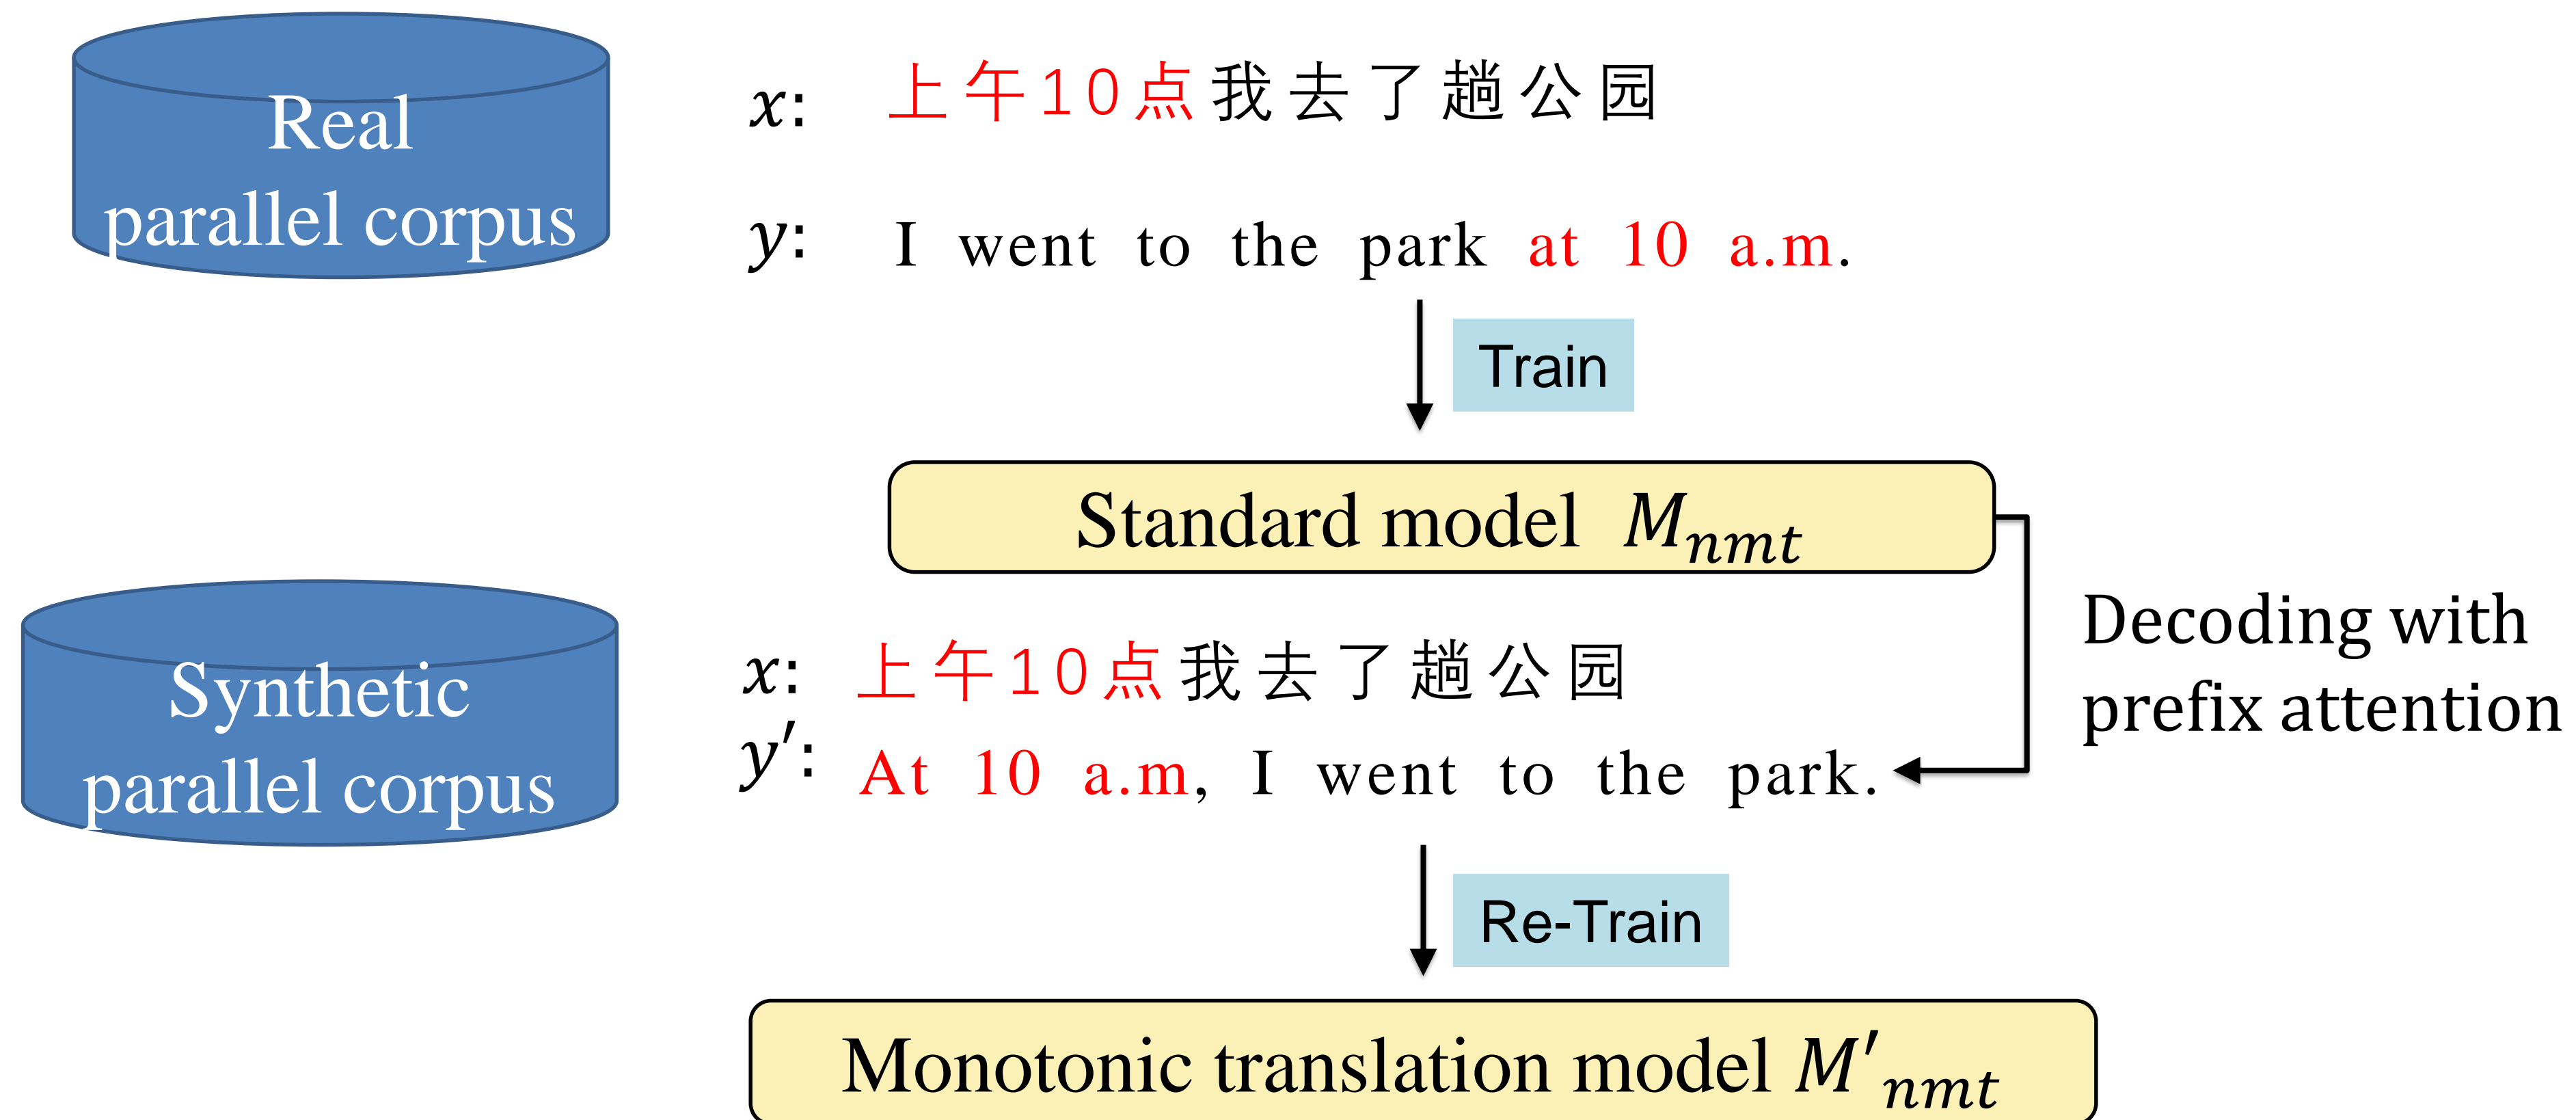 Real
parallel corpus
x: 上午10点我去了趟公园
y: I went to the park at 10 a.m.
Train
Standard model M_nmt
Synthetic
parallel corpus
x: 上午10点我去了趟公园
y′: At 10 a.m, I went to the park.
Decoding with
prefix attention
Re-Train
Monotonic translation model M′_nmt